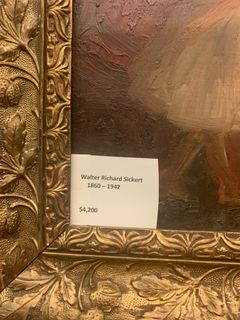 Walter Richard Sickert
1860 – 1942
$4,200